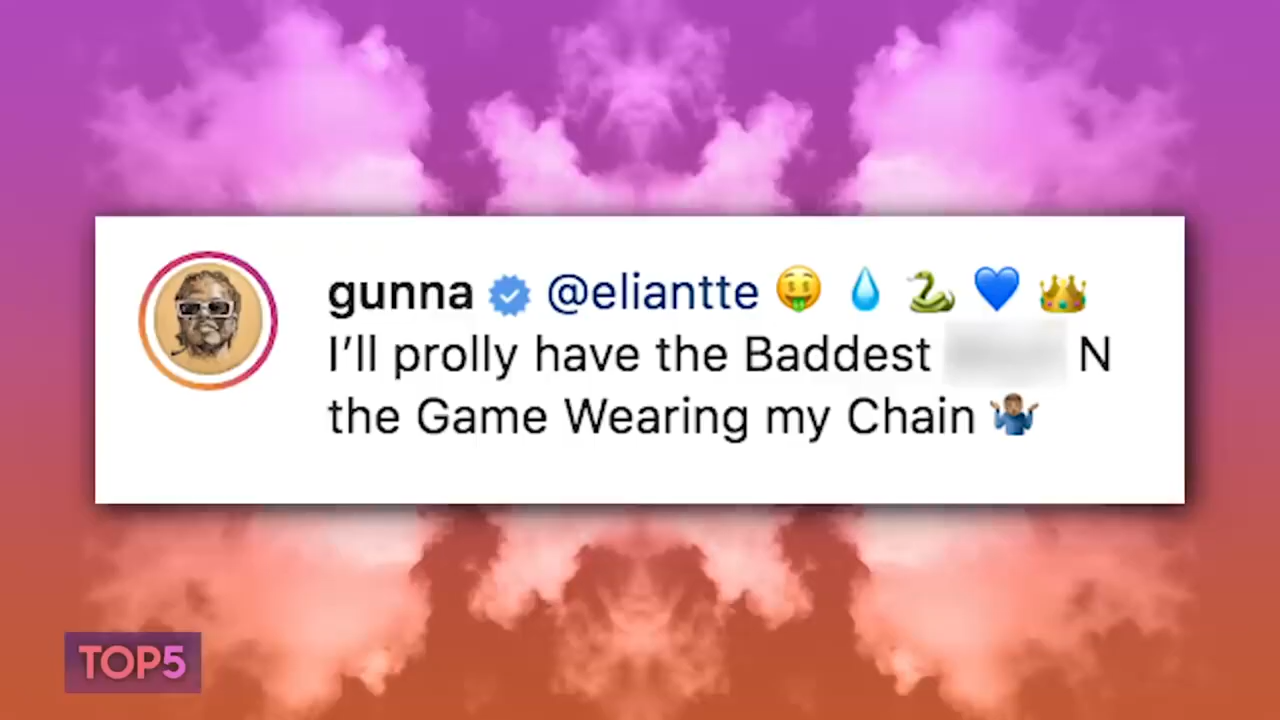 gunna @eliantte 🤑 💧 🐍 💙 👑
I'll prolly have the Baddest N
the Game Wearing my Chain 🤷🏽‍♂️
TOP5